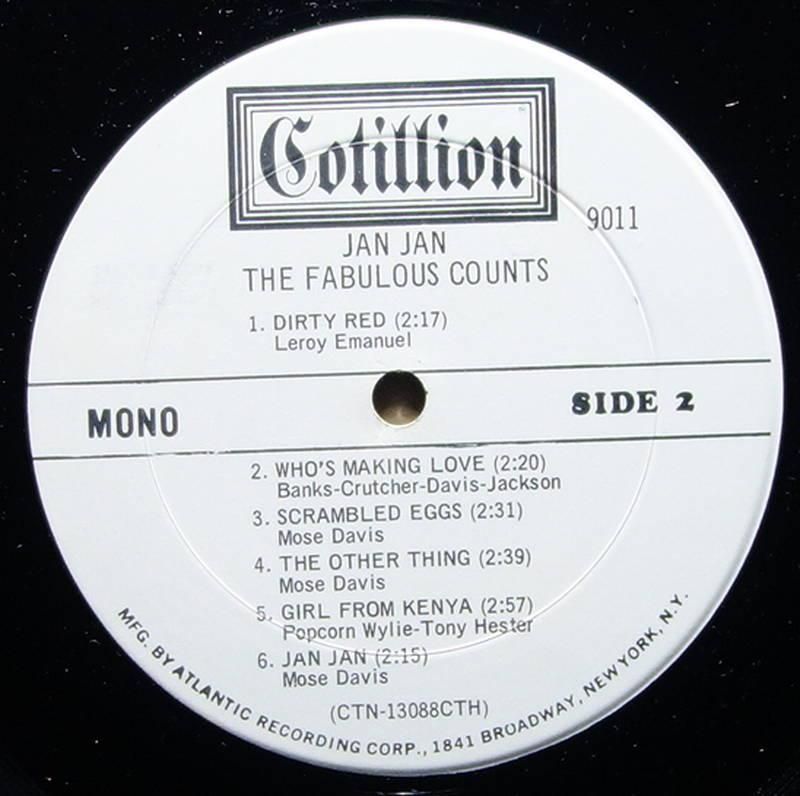 Cotillion
9011
JAN JAN
THE FABULOUS COUNTS
1. DIRTY RED (2:17)
Leroy Emanuel
MONO
SIDE 2
2. WHO'S MAKING LOVE (2:20)
Banks-Crutcher-Davis-Jackson
3. SCRAMBLED EGGS (2:31)
Mose Davis
4. THE OTHER THING (2:39)
Mose Davis
5. GIRL FROM KENYA (2:57)
Popcorn Wylie-Tony Hester
6. JAN JAN (2:15)
Mose Davis
(CTN-13088CTH)
MFG. BY ATLANTIC RECORDING CORP., 1841 BROADWAY, NEW YORK, N.Y.